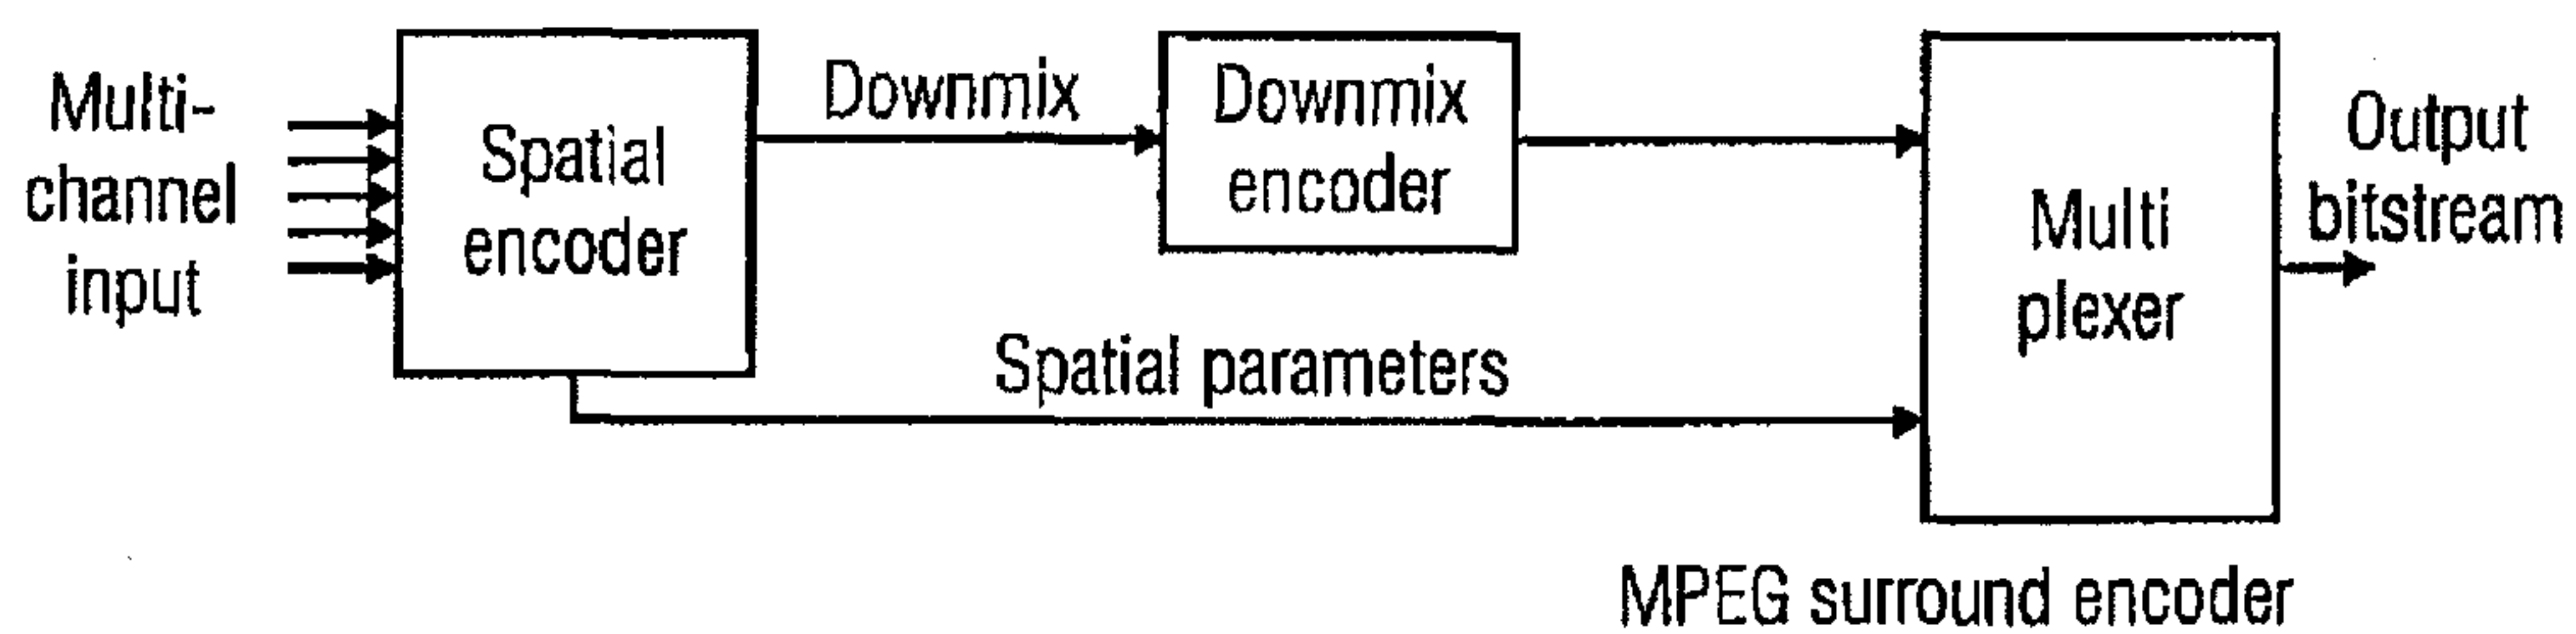 Multi-
channel
input
Spatial
encoder
Downmix
Downmix
encoder
Spatial parameters
Multi
plexer
Output
bitstream
MPEG surround encoder